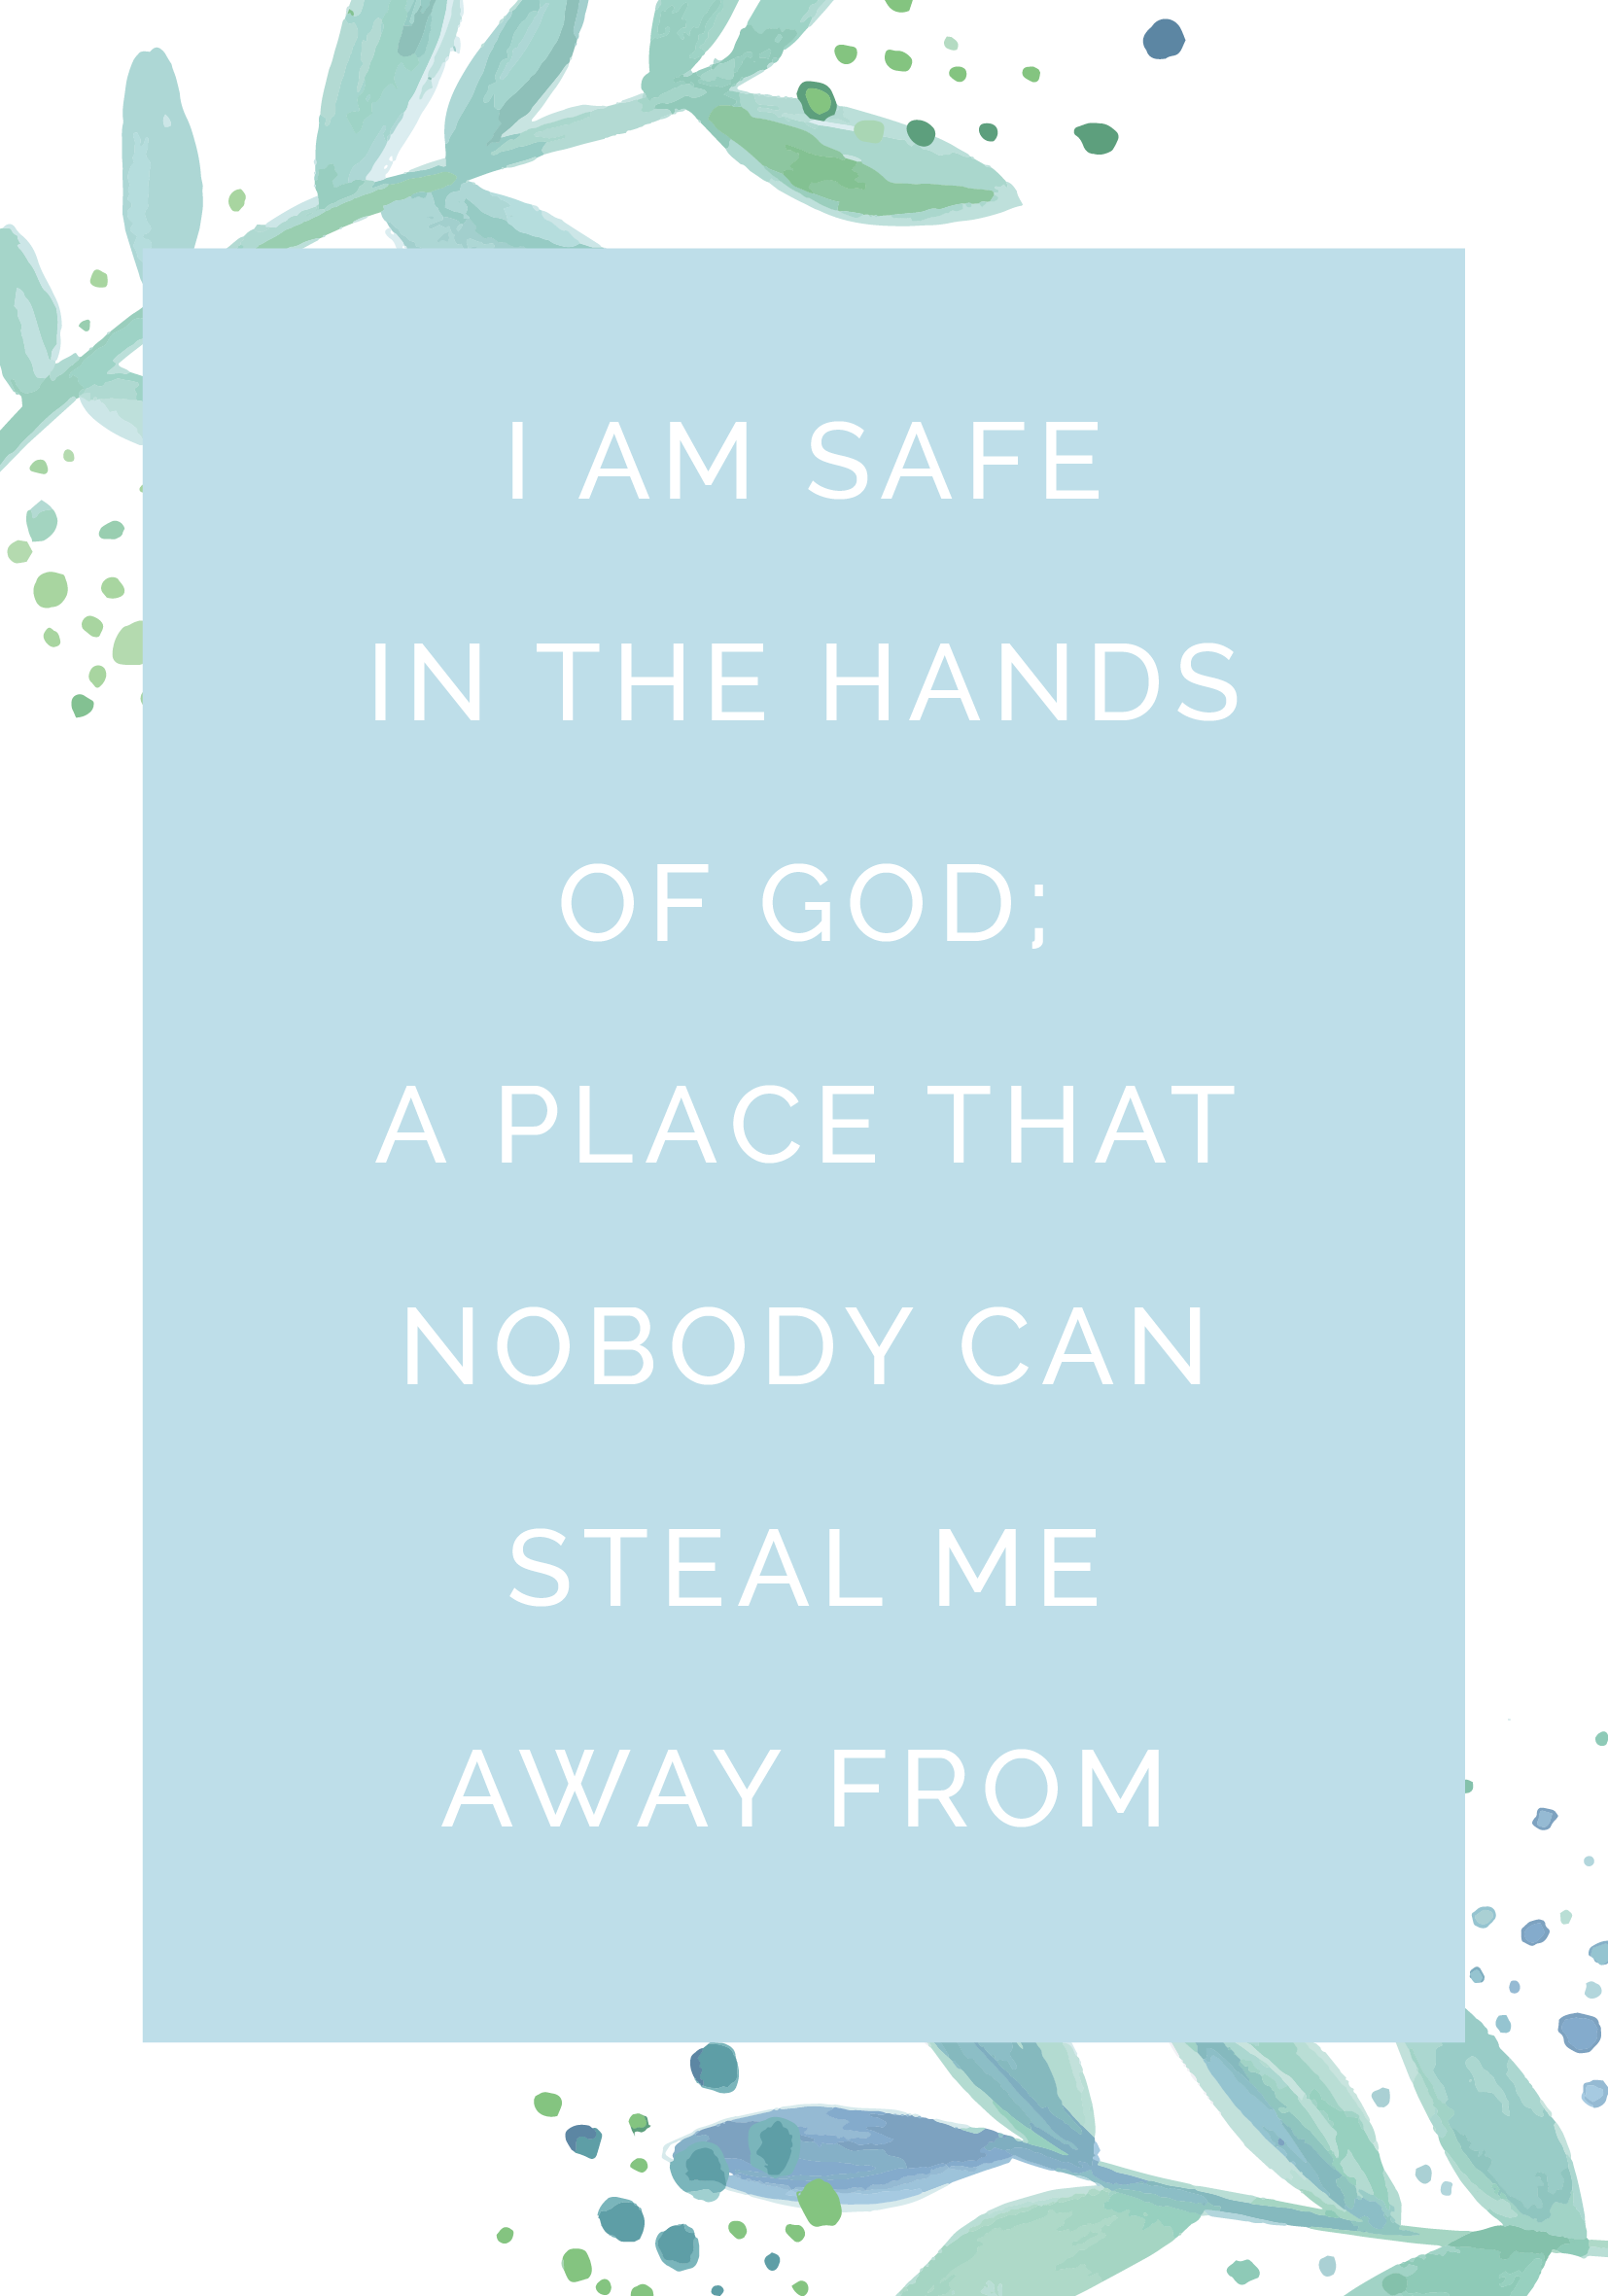 I AM SAFE
IN THE HANDS
OF GOD;
A PLACE THAT
NOBODY CAN
STEAL ME
AWAY FROM